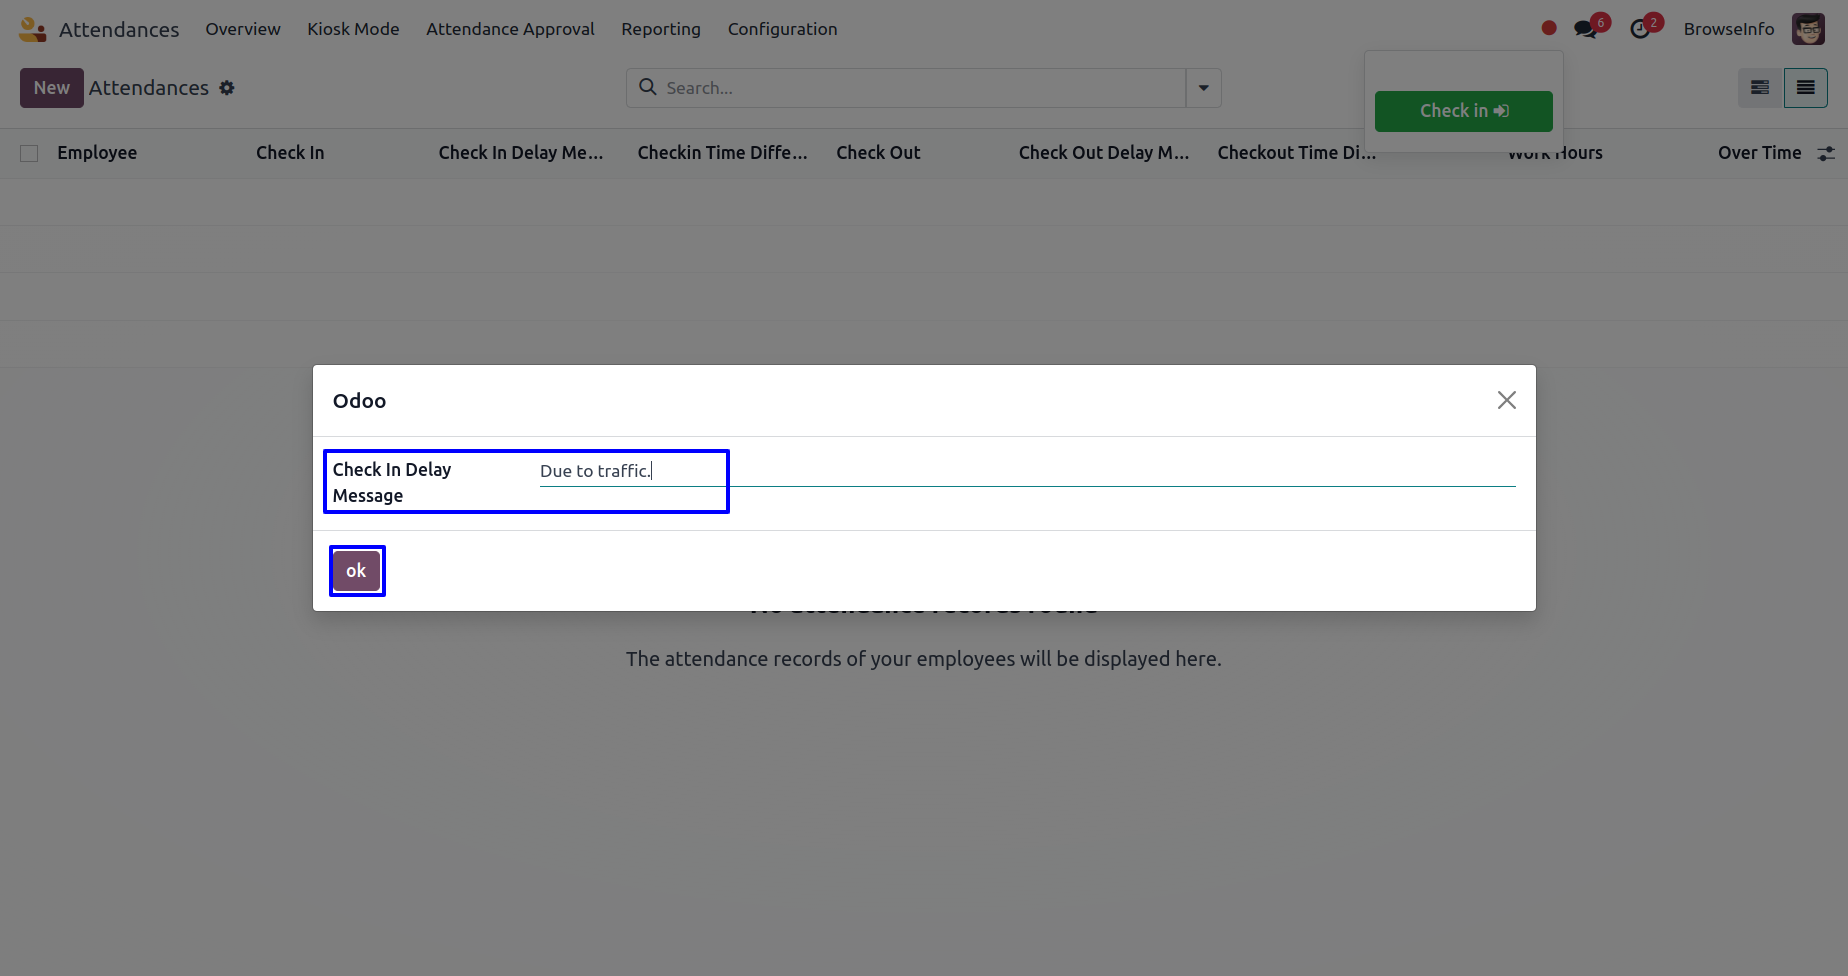 Attendances Overview Kiosk Mode Attendance Approval Reporting Configuration 6 2 BrowseInfo
New Attendances Search...
Check in
Employee Check In Check In Delay Me... Checkin Time Diffe... Check Out Check Out Delay M... Checkout Time Di... Work Hours Over Time
Odoo
Check In Delay Message Due to traffic.
ok
The attendance records of your employees will be displayed here.